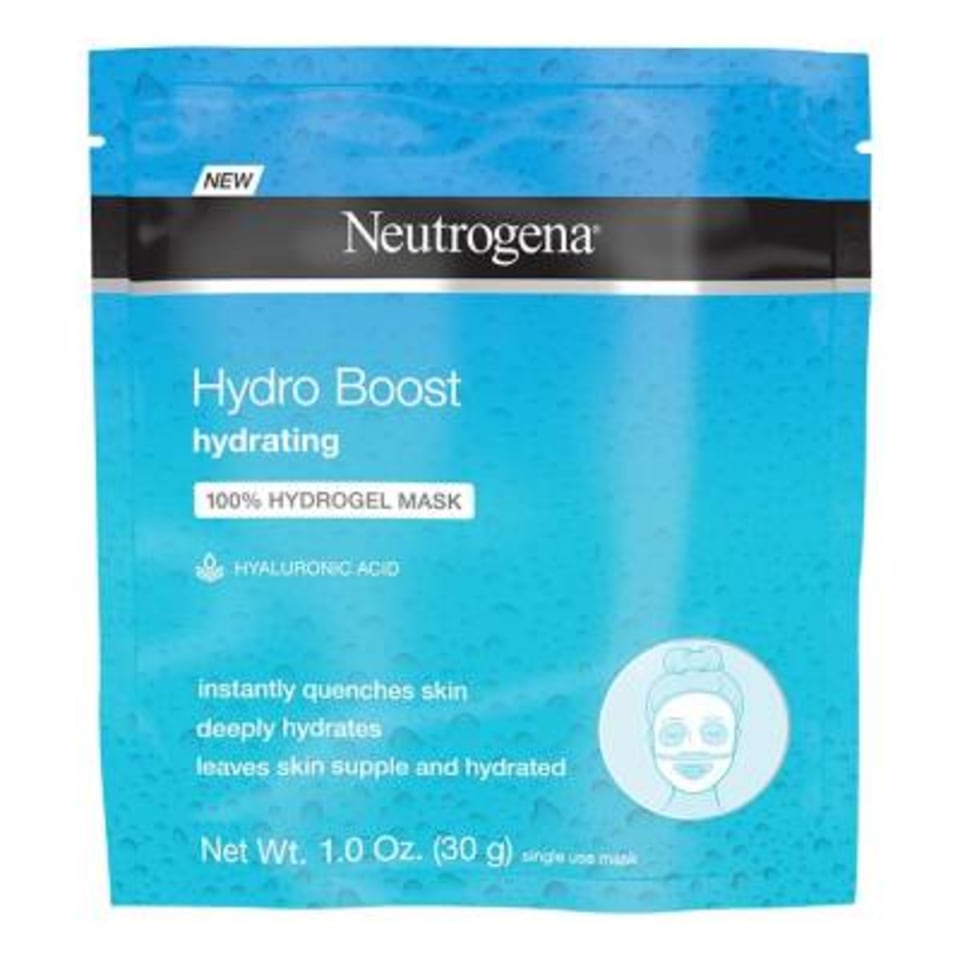 NEW
Neutrogena®
Hydro Boost
hydrating
100% HYDROGEL MASK
HYALURONIC ACID
instantly quenches skin
deeply hydrates
leaves skin supple and hydrated
Net Wt. 1.0 Oz. (30 g) single use mask